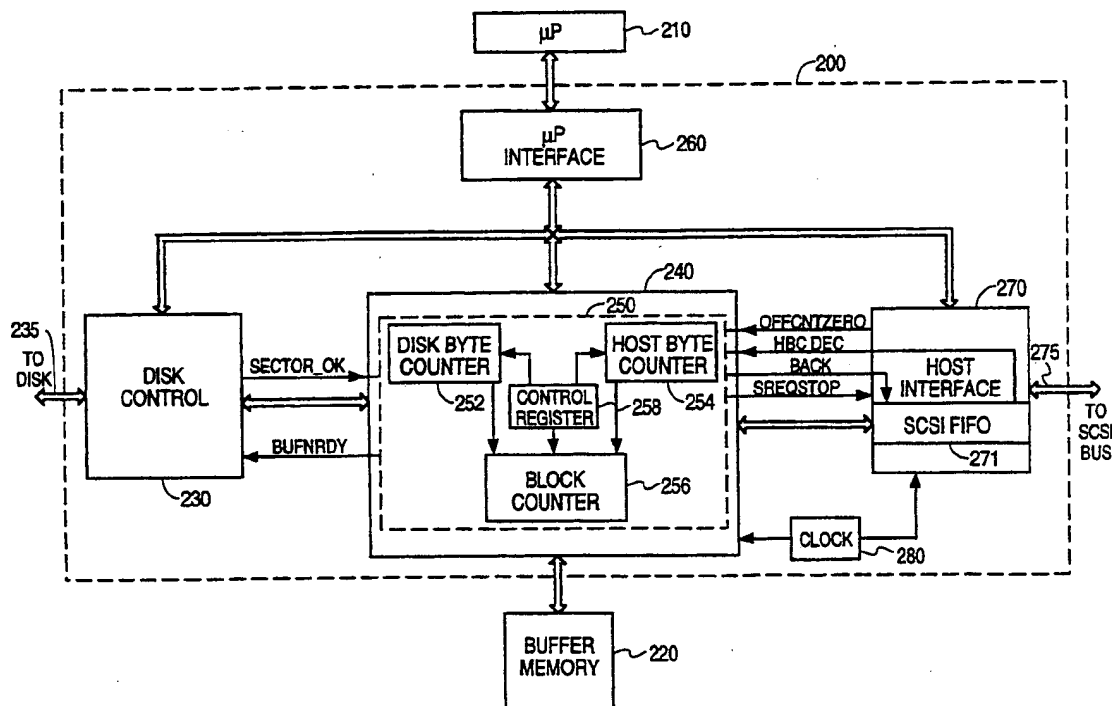 µP
210
200
µP
INTERFACE
260
240
270
235
TO
DISK
DISK
CONTROL
230
SECTOR_OK
BUFNRDY
250
DISK BYTE
COUNTER
252
HOST BYTE
COUNTER
254
CONTROL
REGISTER
258
BLOCK
COUNTER
256
OFFCNTZERO
HBC_DEC
BACK
SREQSTOP
HOST
INTERFACE
SCSI FIFO
271
275
TO
SCSI
BUS
CLOCK
280
BUFFER
MEMORY
220